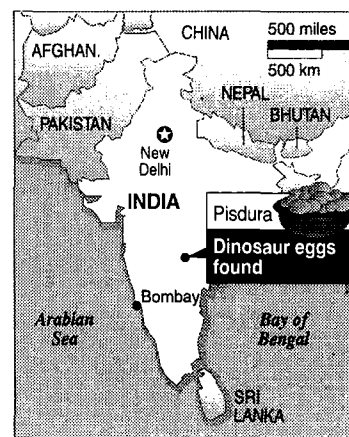 CHINA
500 miles
500 km
AFGHAN.
NEPAL
BHUTAN
PAKISTAN
New
Delhi
INDIA
Pisdura
Dinosaur eggs
found
Bombay
Arabian
Sea
Bay of
Bengal
SRI
LANKA